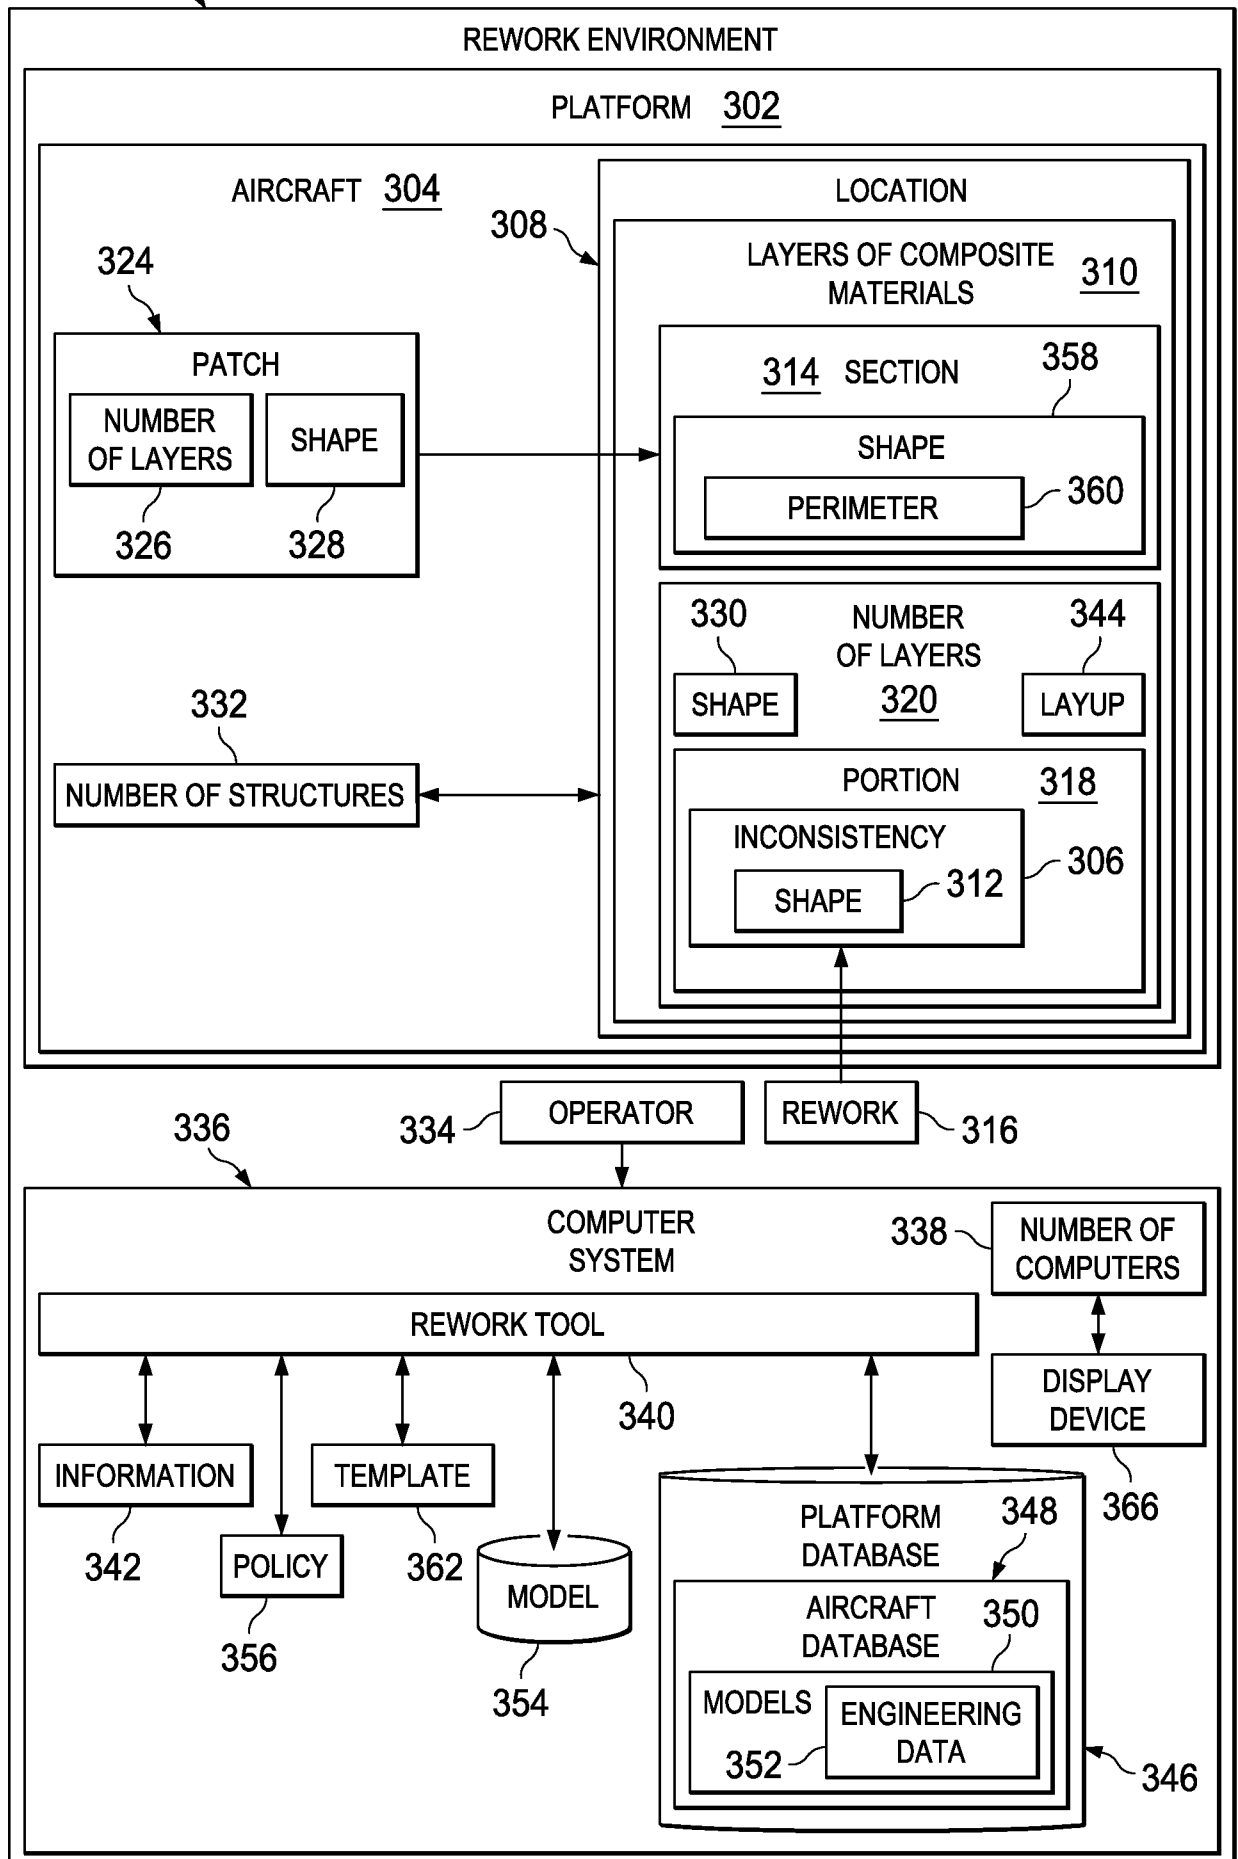 REWORK ENVIRONMENT
PLATFORM 302
AIRCRAFT 304
308
LOCATION
LAYERS OF COMPOSITE
MATERIALS
310
324
PATCH
NUMBER
OF LAYERS
SHAPE
326
328
314 SECTION
358
SHAPE
PERIMETER
360
330
NUMBER
OF LAYERS
320
344
SHAPE
LAYUP
332
NUMBER OF STRUCTURES
PORTION
318
INCONSISTENCY
306
SHAPE
312
334
OPERATOR
REWORK
316
336
COMPUTER
SYSTEM
338
NUMBER OF
COMPUTERS
REWORK TOOL
340
DISPLAY
DEVICE
366
INFORMATION
342
POLICY
356
TEMPLATE
362
MODEL
354
PLATFORM
DATABASE
348
AIRCRAFT
DATABASE
350
MODELS
352
ENGINEERING
DATA
346